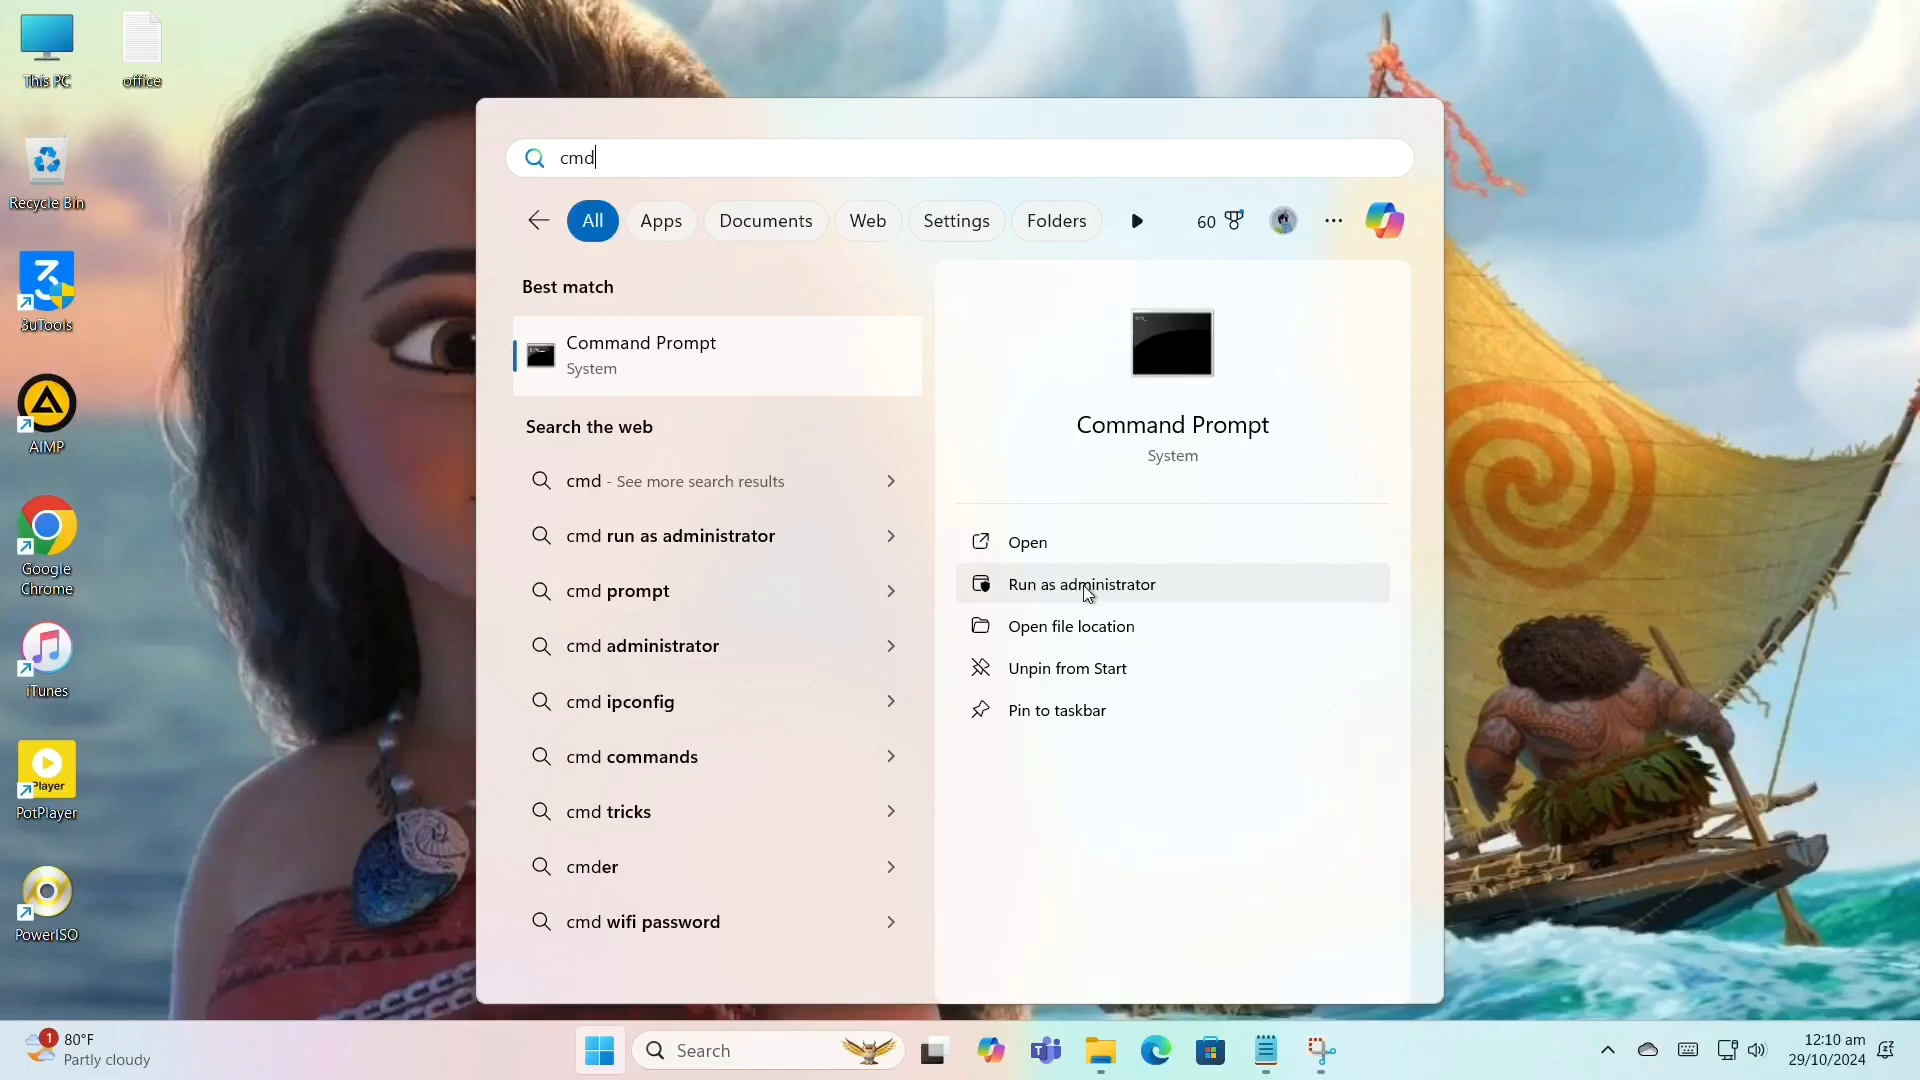 This PC
office
Recycle Bin
3uTools
AIMP
Google
Chrome
iTunes
Player
PotPlayer
PowerISO
cmd
All
Apps
Documents
Web
Settings
Folders
60
Best match
Command Prompt
System
Search the web
cmd - See more search results
cmd run as administrator
cmd prompt
cmd administrator
cmd ipconfig
cmd commands
cmd tricks
cmder
cmd wifi password
Command Prompt
System
Open
Run as administrator
Open file location
Unpin from Start
Pin to taskbar
1
80°F
Partly cloudy
Search
12:10 am
29/10/2024